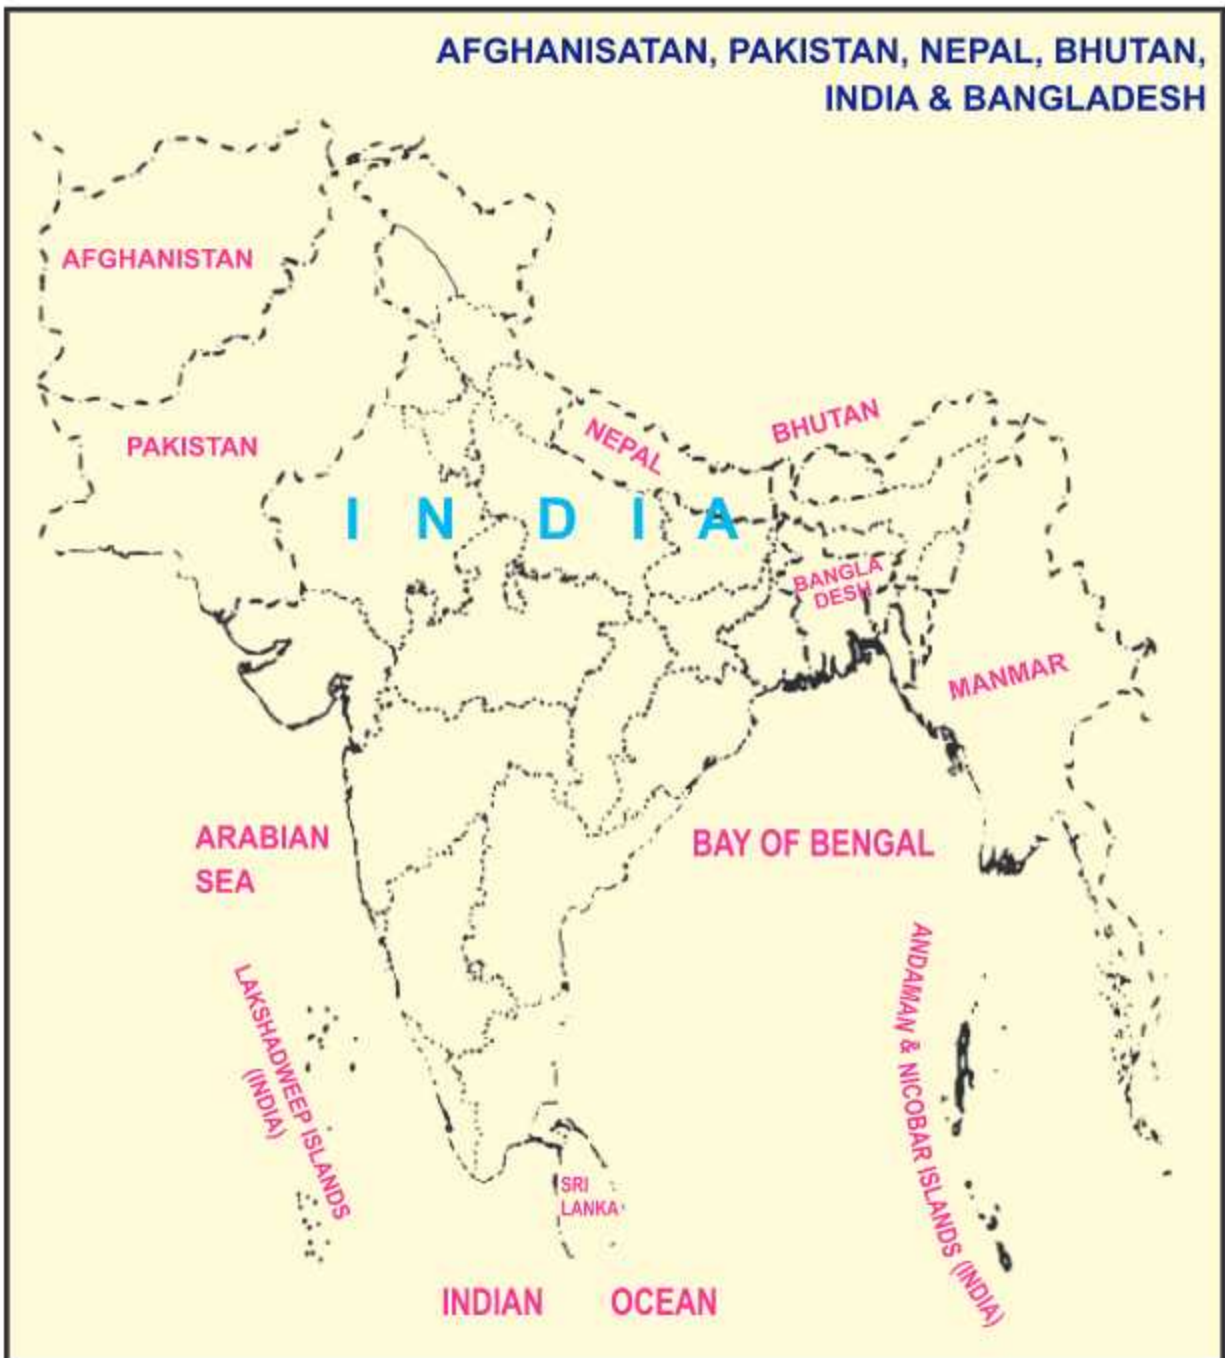 AFGHANISATAN, PAKISTAN, NEPAL, BHUTAN,
INDIA & BANGLADESH
AFGHANISTAN
PAKISTAN
NEPAL
BHUTAN
I N D I A
BANGLA
DESH
MANMAR
ARABIAN
SEA
BAY OF BENGAL
LAKSHADWEEP ISLANDS
(INDIA)
ANDAMAN & NICOBAR ISLANDS (INDIA)
SRI
LANKA
INDIAN OCEAN